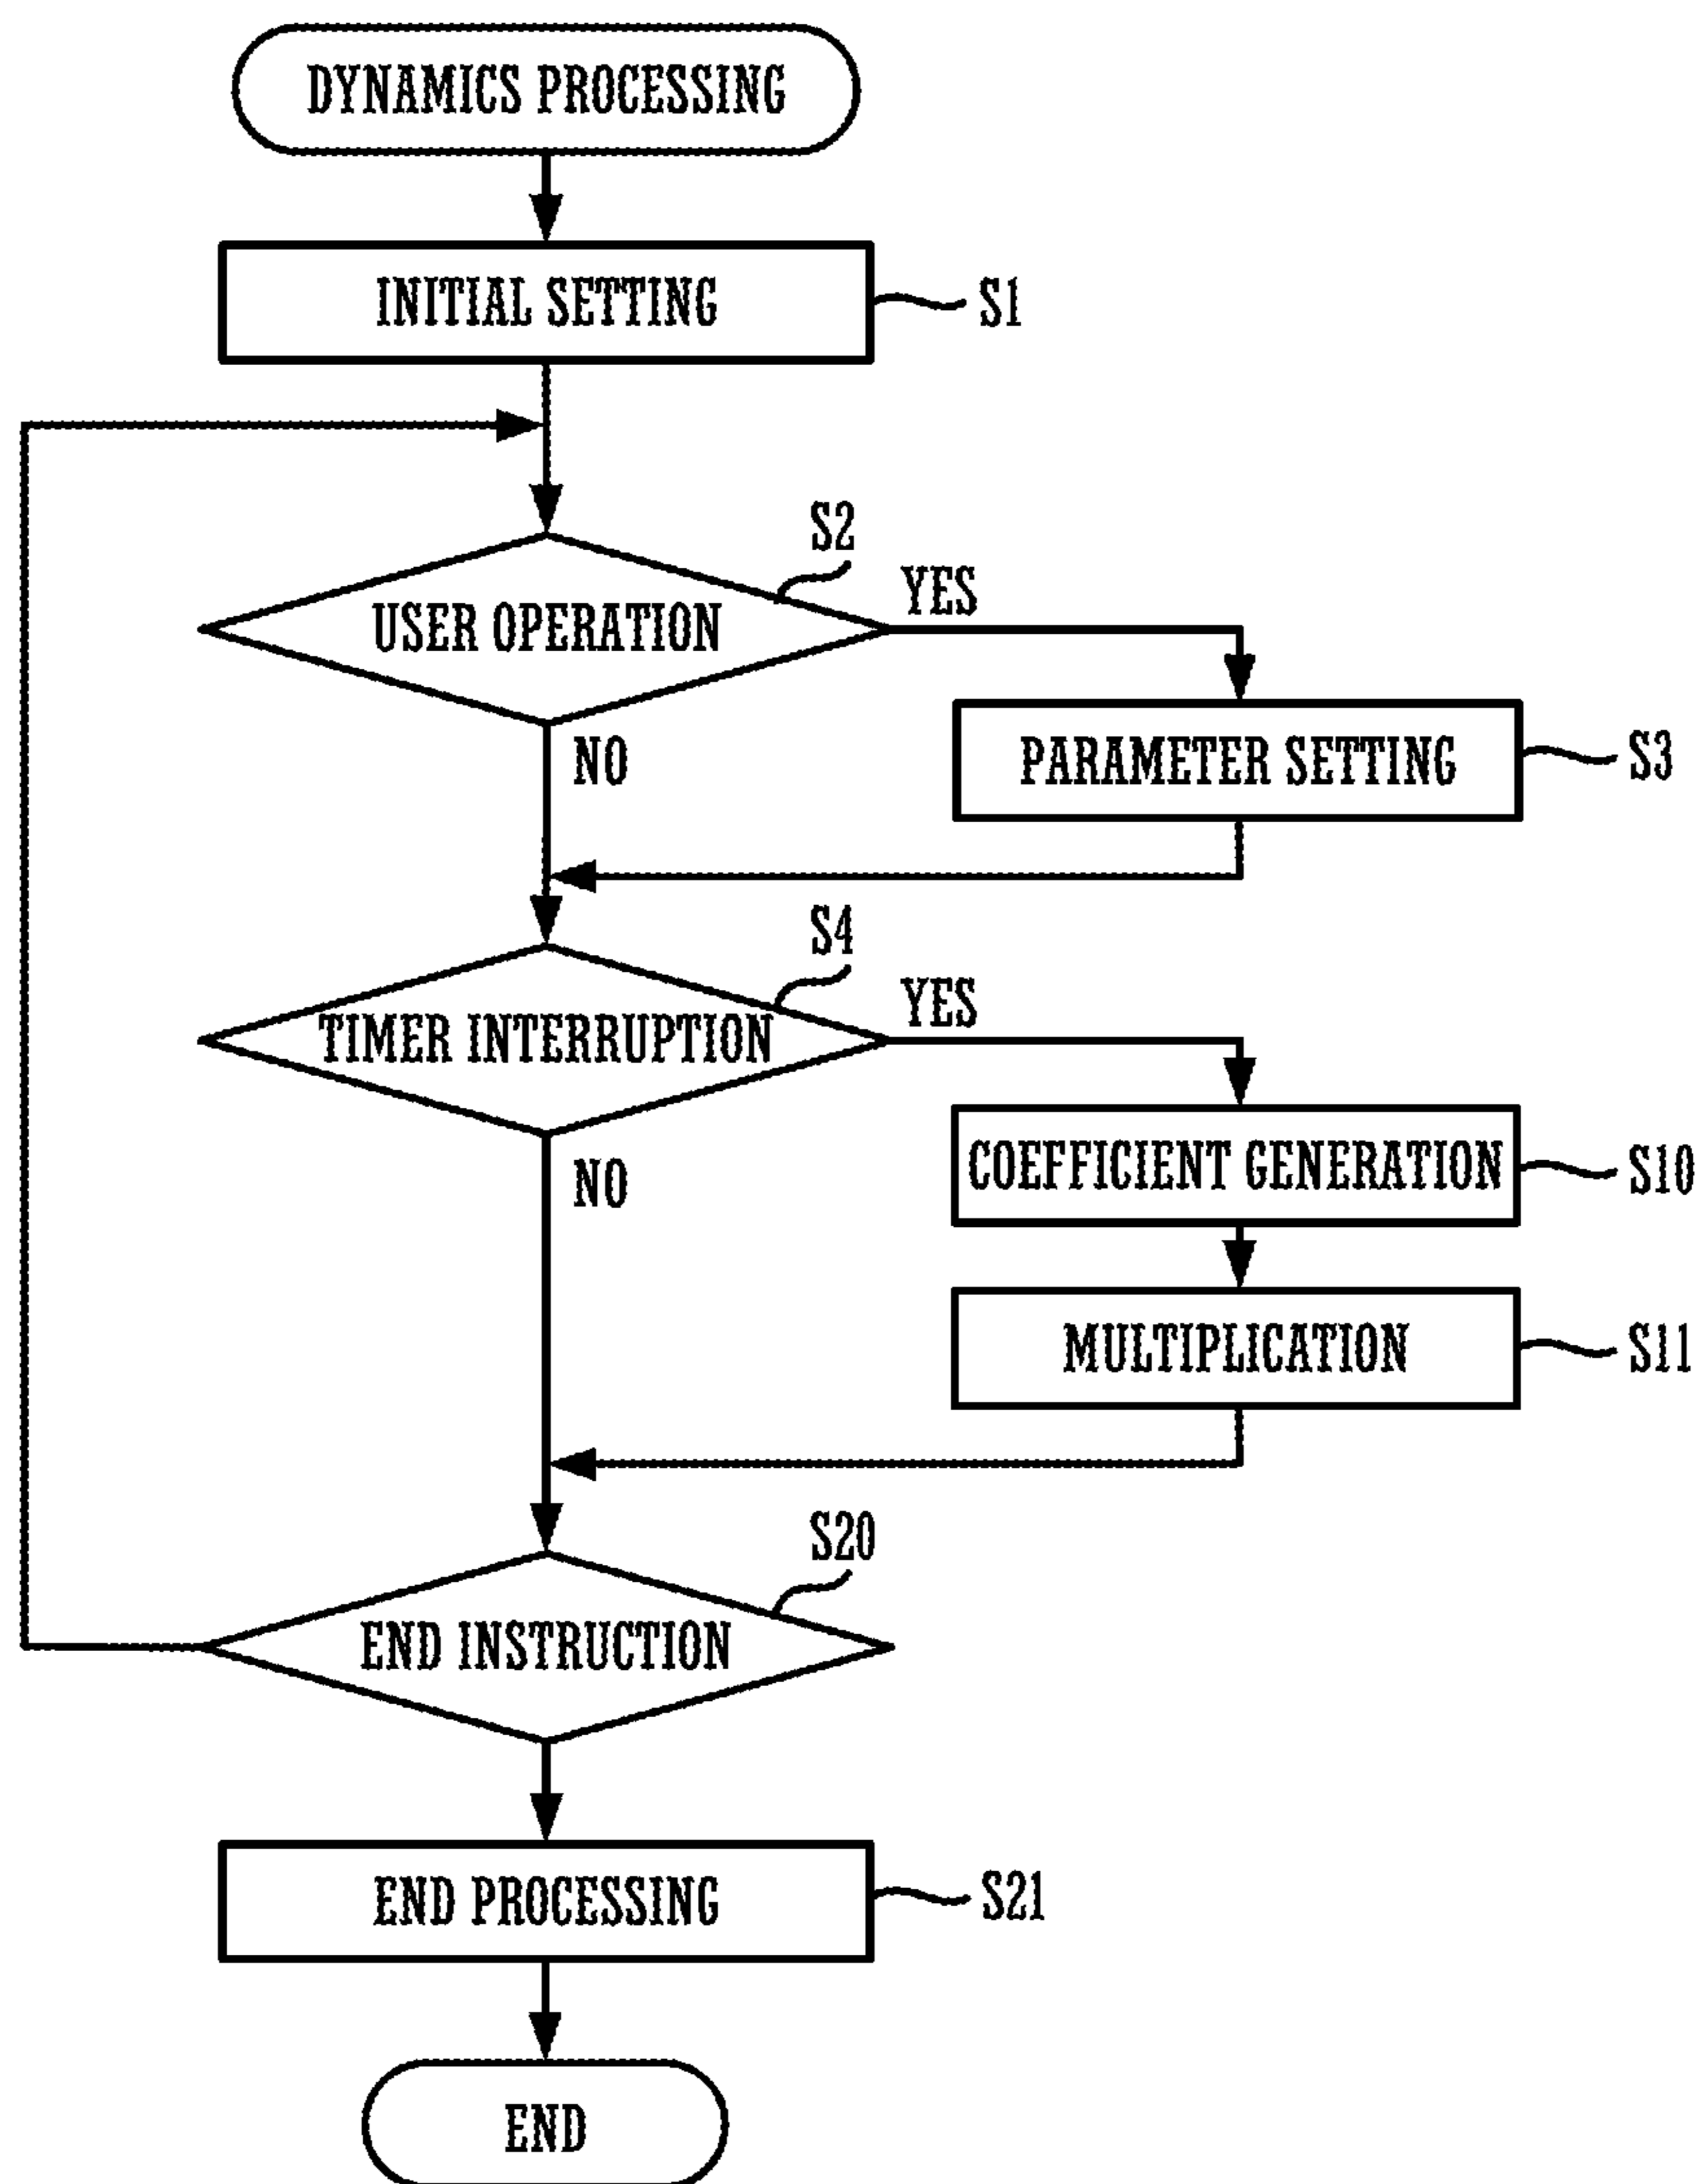 DYNAMICS PROCESSING
INITIAL SETTING
S1
S2
YES
USER OPERATION
NO
PARAMETER SETTING
S3
S4
YES
TIMER INTERRUPTION
NO
COEFFICIENT GENERATION
S10
MULTIPLICATION
S11
S20
END INSTRUCTION
END PROCESSING
S21
END